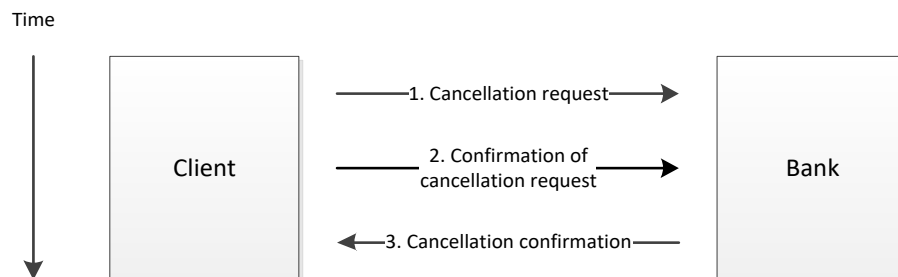 Time
1. Cancellation request
Client
2. Confirmation of
cancellation request
Bank
3. Cancellation confirmation